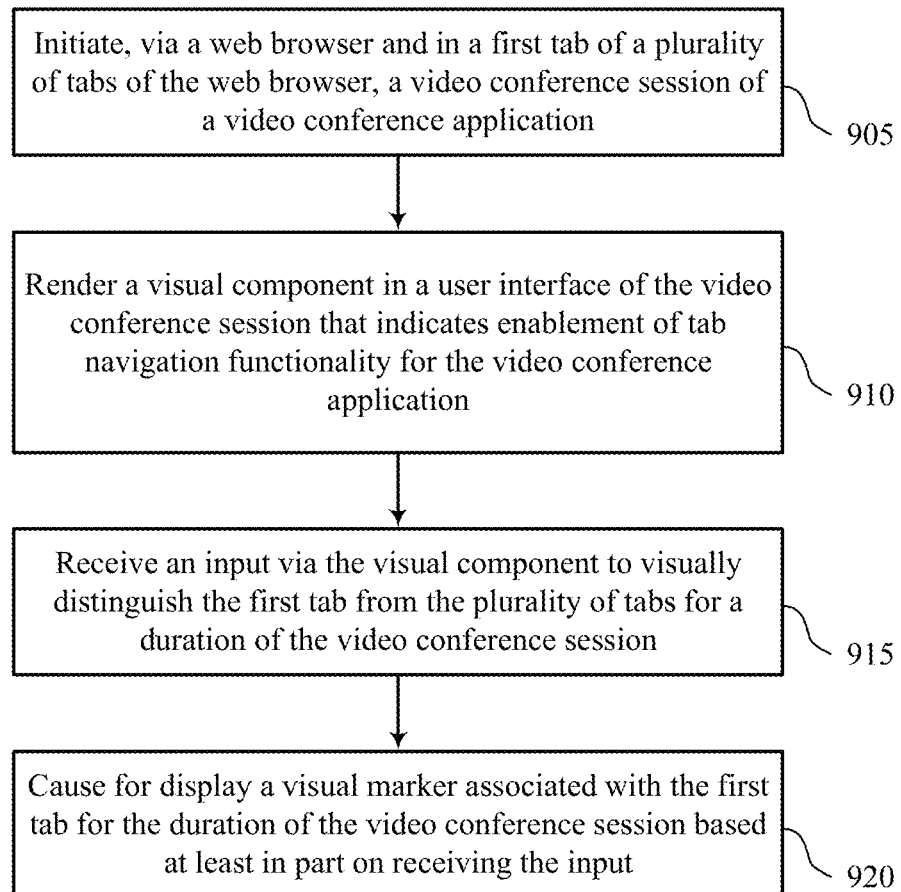 Initiate, via a web browser and in a first tab of a plurality
of tabs of the web browser, a video conference session of
a video conference application
905
Render a visual component in a user interface of the video
conference session that indicates enablement of tab
navigation functionality for the video conference
application
910
Receive an input via the visual component to visually
distinguish the first tab from the plurality of tabs for a
duration of the video conference session
915
Cause for display a visual marker associated with the first
tab for the duration of the video conference session based
at least in part on receiving the input
920